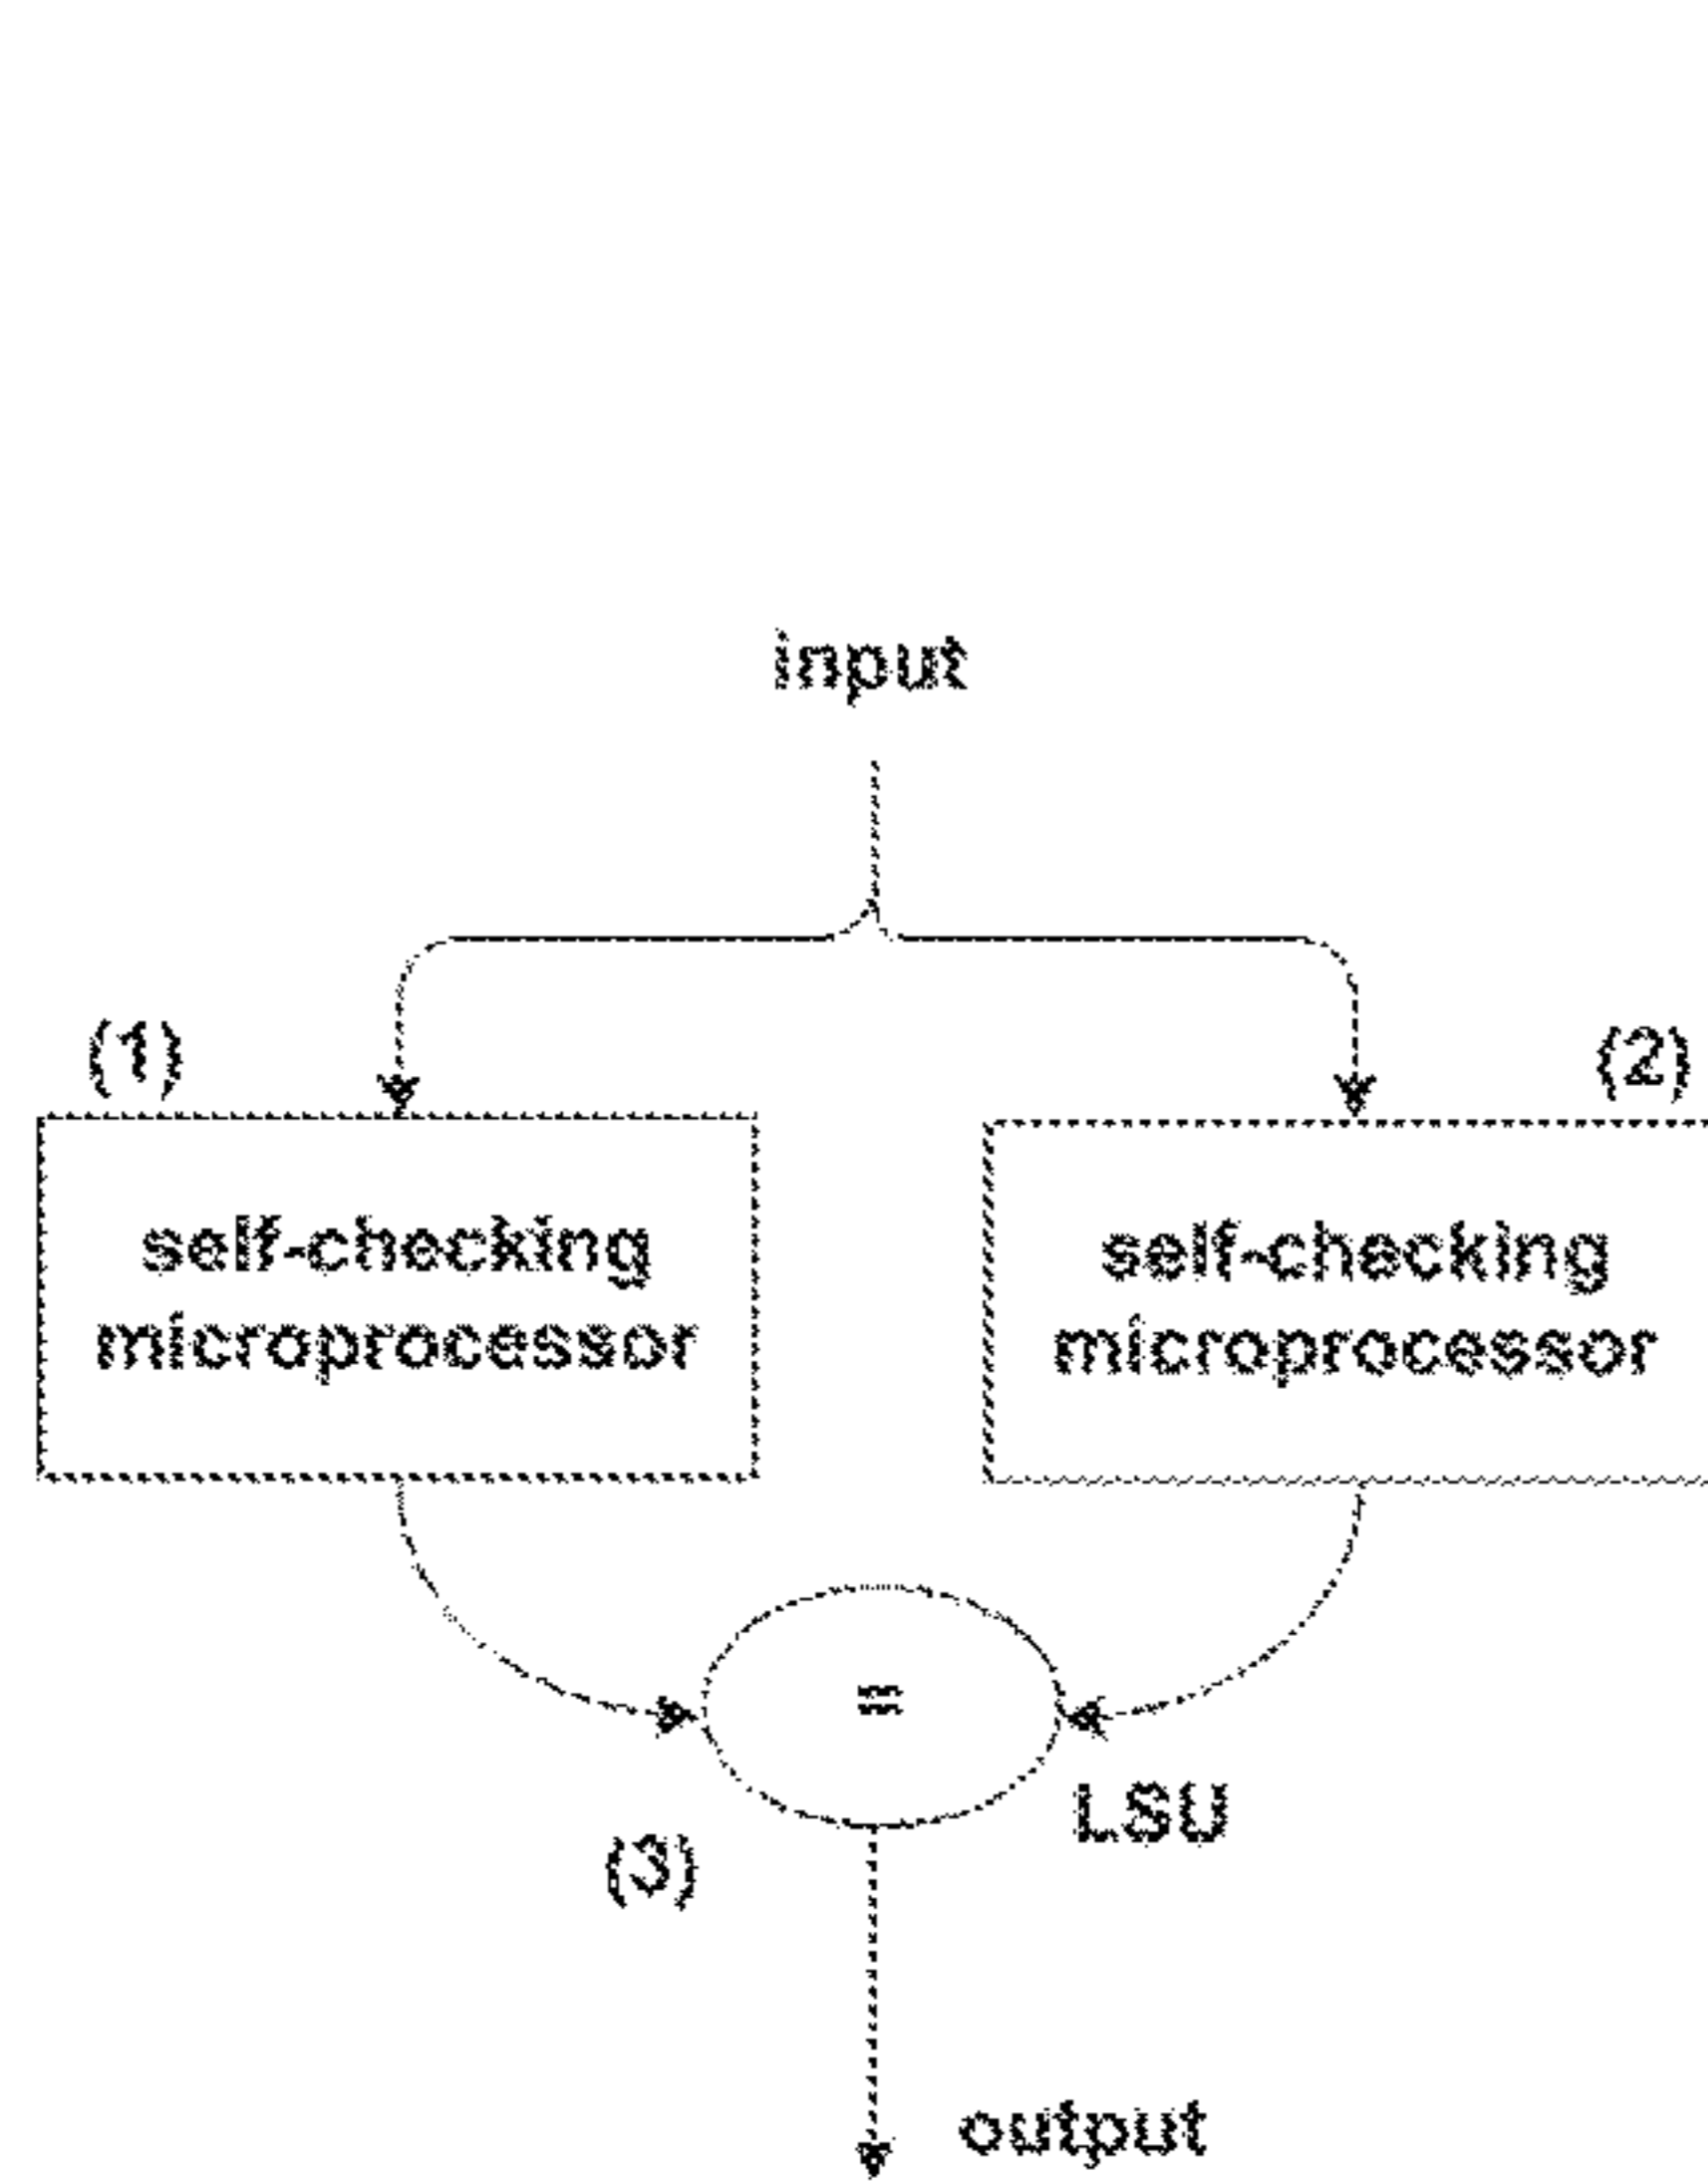 input
(1)
(2)
self-checking
microprocessor
self-checking
microprocessor
=
LSU
(3)
output